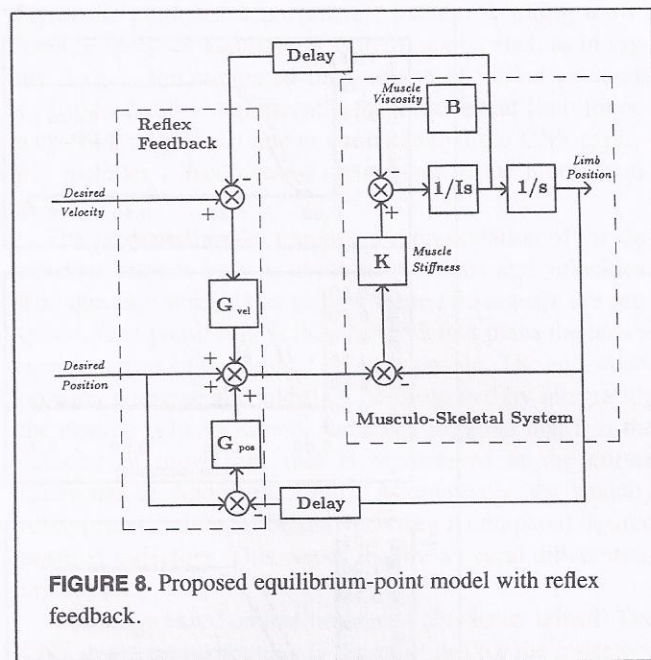 Delay
Muscle
Viscosity
B
Reflex
Feedback
Limb
Position
Desired
Velocity
1/Is
1/s
+
+
K
Muscle
Stiffness
G vel
Desired
Position
+
+
+
-
Musculo-Skeletal System
G pos
-
Delay
FIGURE 8. Proposed equilibrium-point model with reflex
feedback.